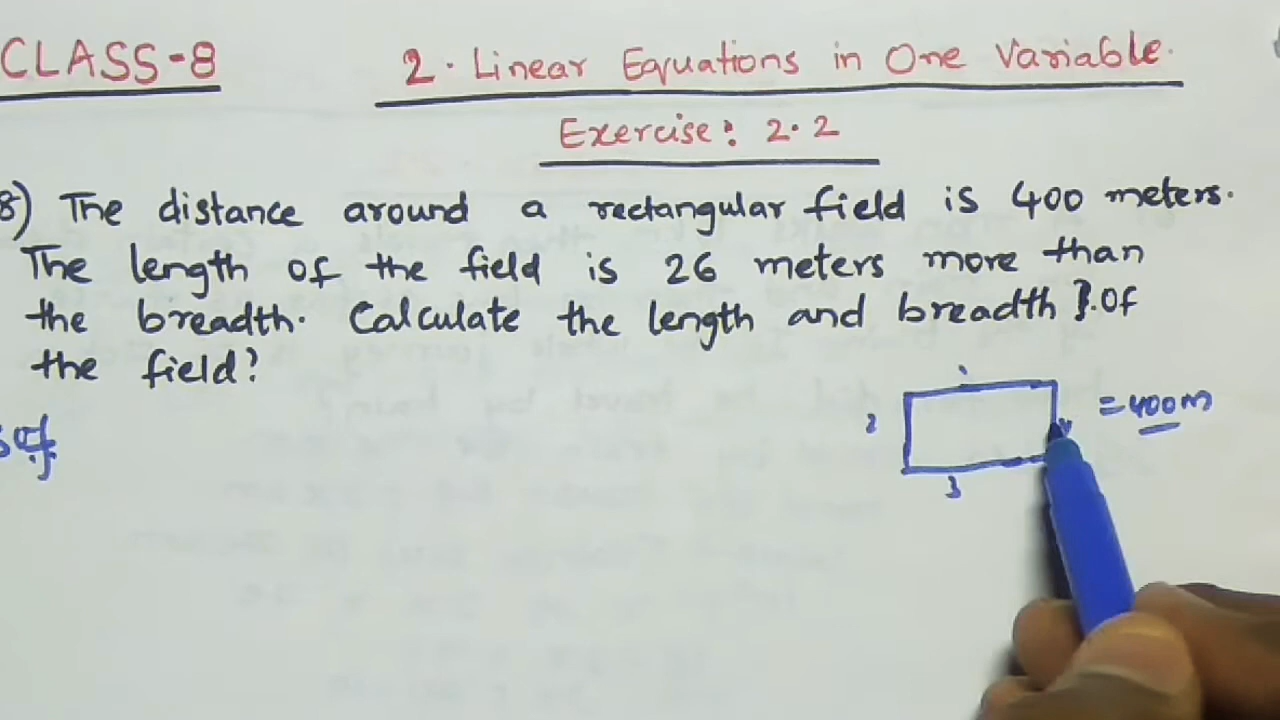 CLASS-8
2. Linear Equations in One Variable.
Exercise: 2.2
8) The distance around a rectangular field is 400 meters.
The length of the field is 26 meters more than
the breadth. Calculate the length and breadth of
the field?
= 400m
2
3